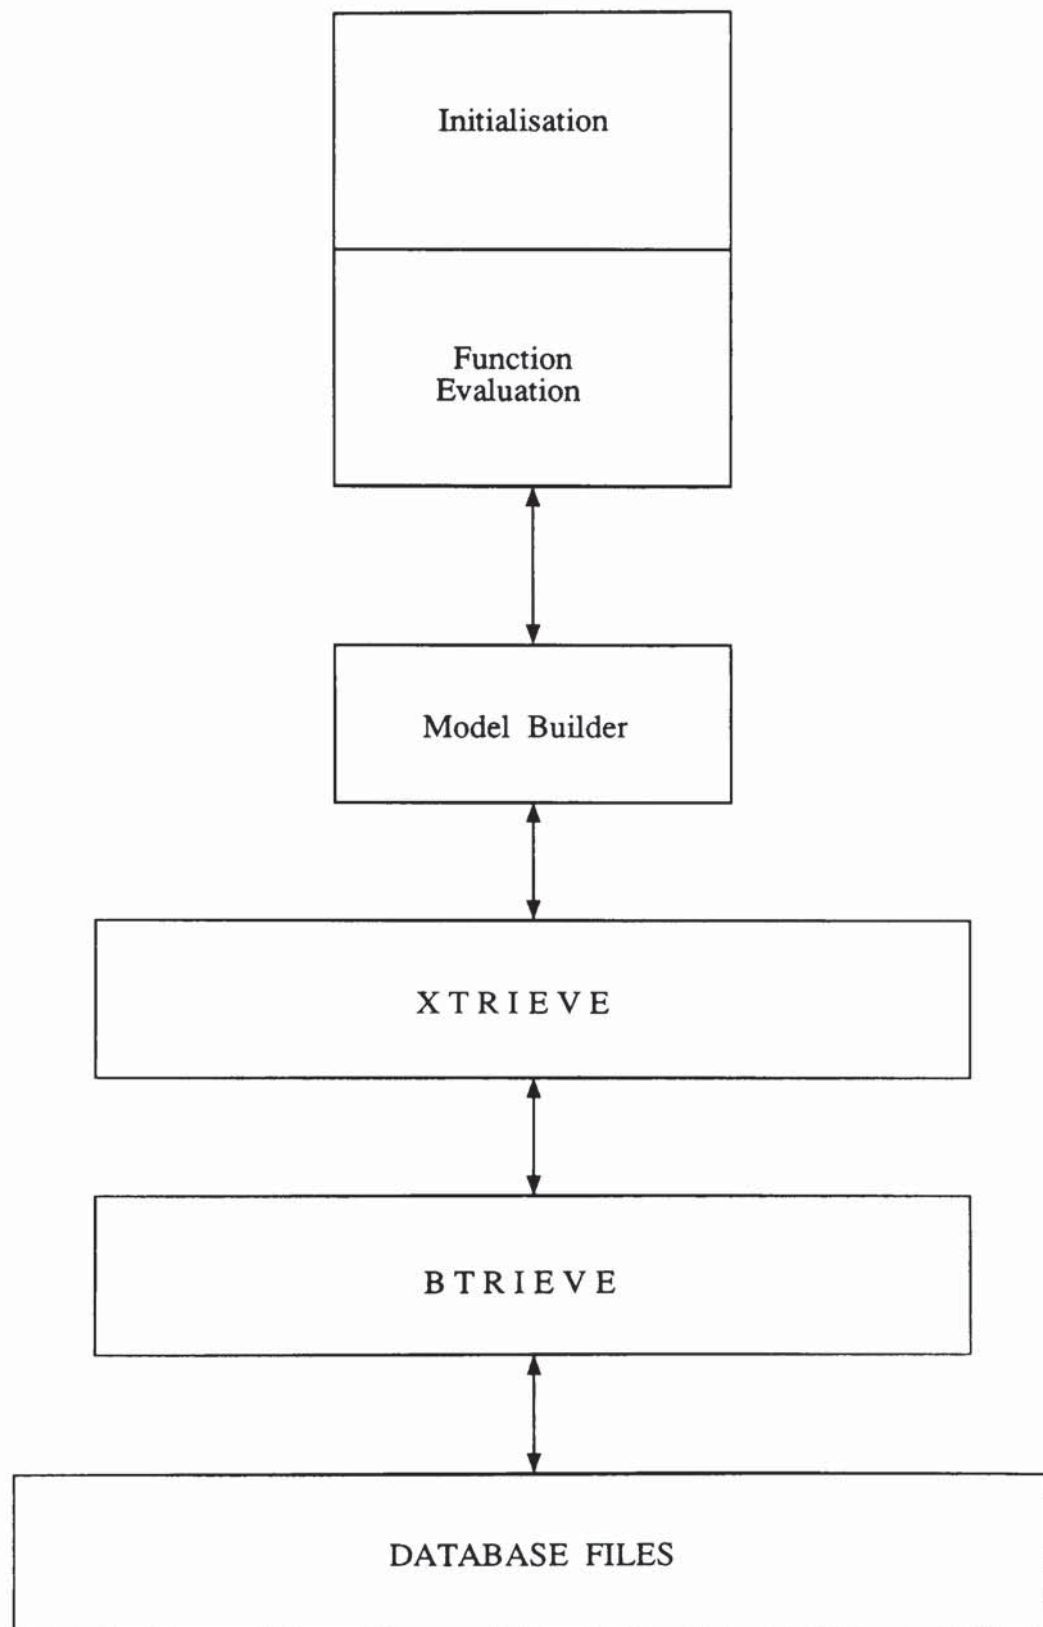 Initialisation
Function
Evaluation
Model Builder
XTRIEVE
BTRIEVE
DATABASE FILES